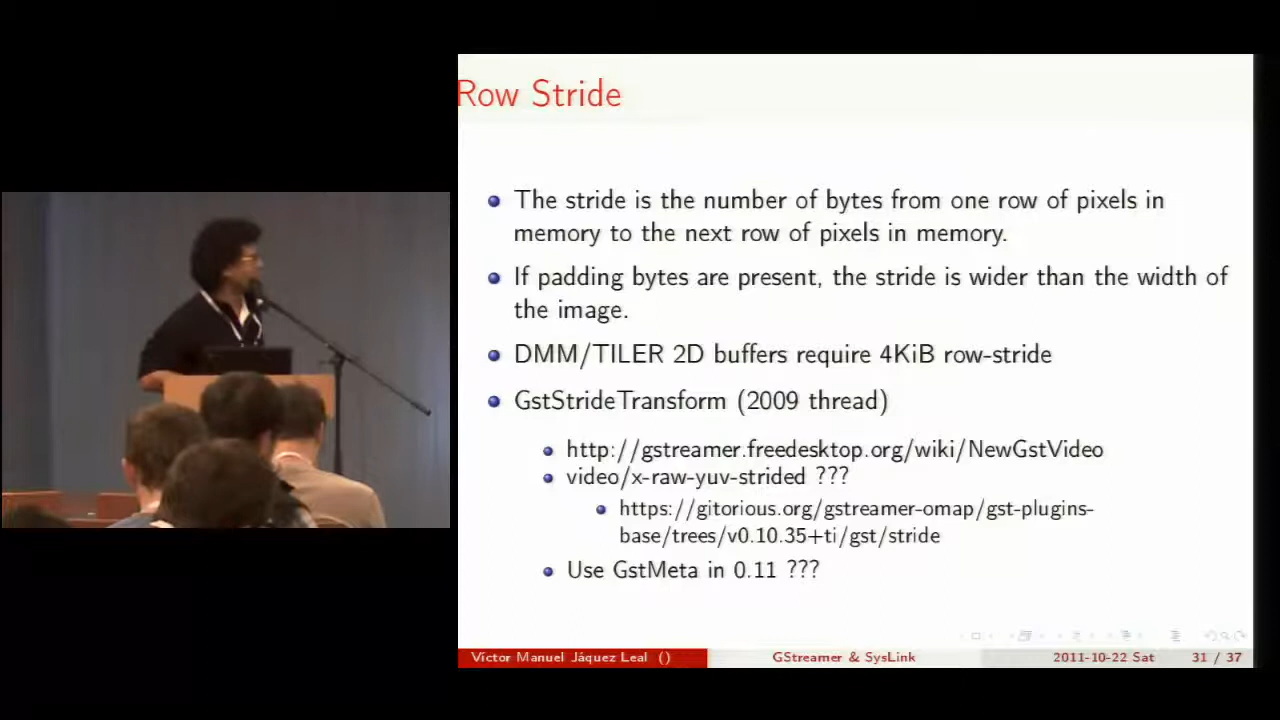 Row Stride
The stride is the number of bytes from one row of pixels in
memory to the next row of pixels in memory.
If padding bytes are present, the stride is wider than the width of
the image.
DMM/TILER 2D buffers require 4KiB row-stride
GstStrideTransform (2009 thread)
http://gstreamer.freedesktop.org/wiki/NewGstVideo
video/x-raw-yuv-strided ???
https://gitorious.org/gstreamer-omap/gst-plugins-
base/trees/v0.10.35+ti/gst/stride
Use GstMeta in 0.11 ???
Víctor Manuel Jáquez Leal () GStreamer & SysLink 2011-10-22 Sat 31 / 37